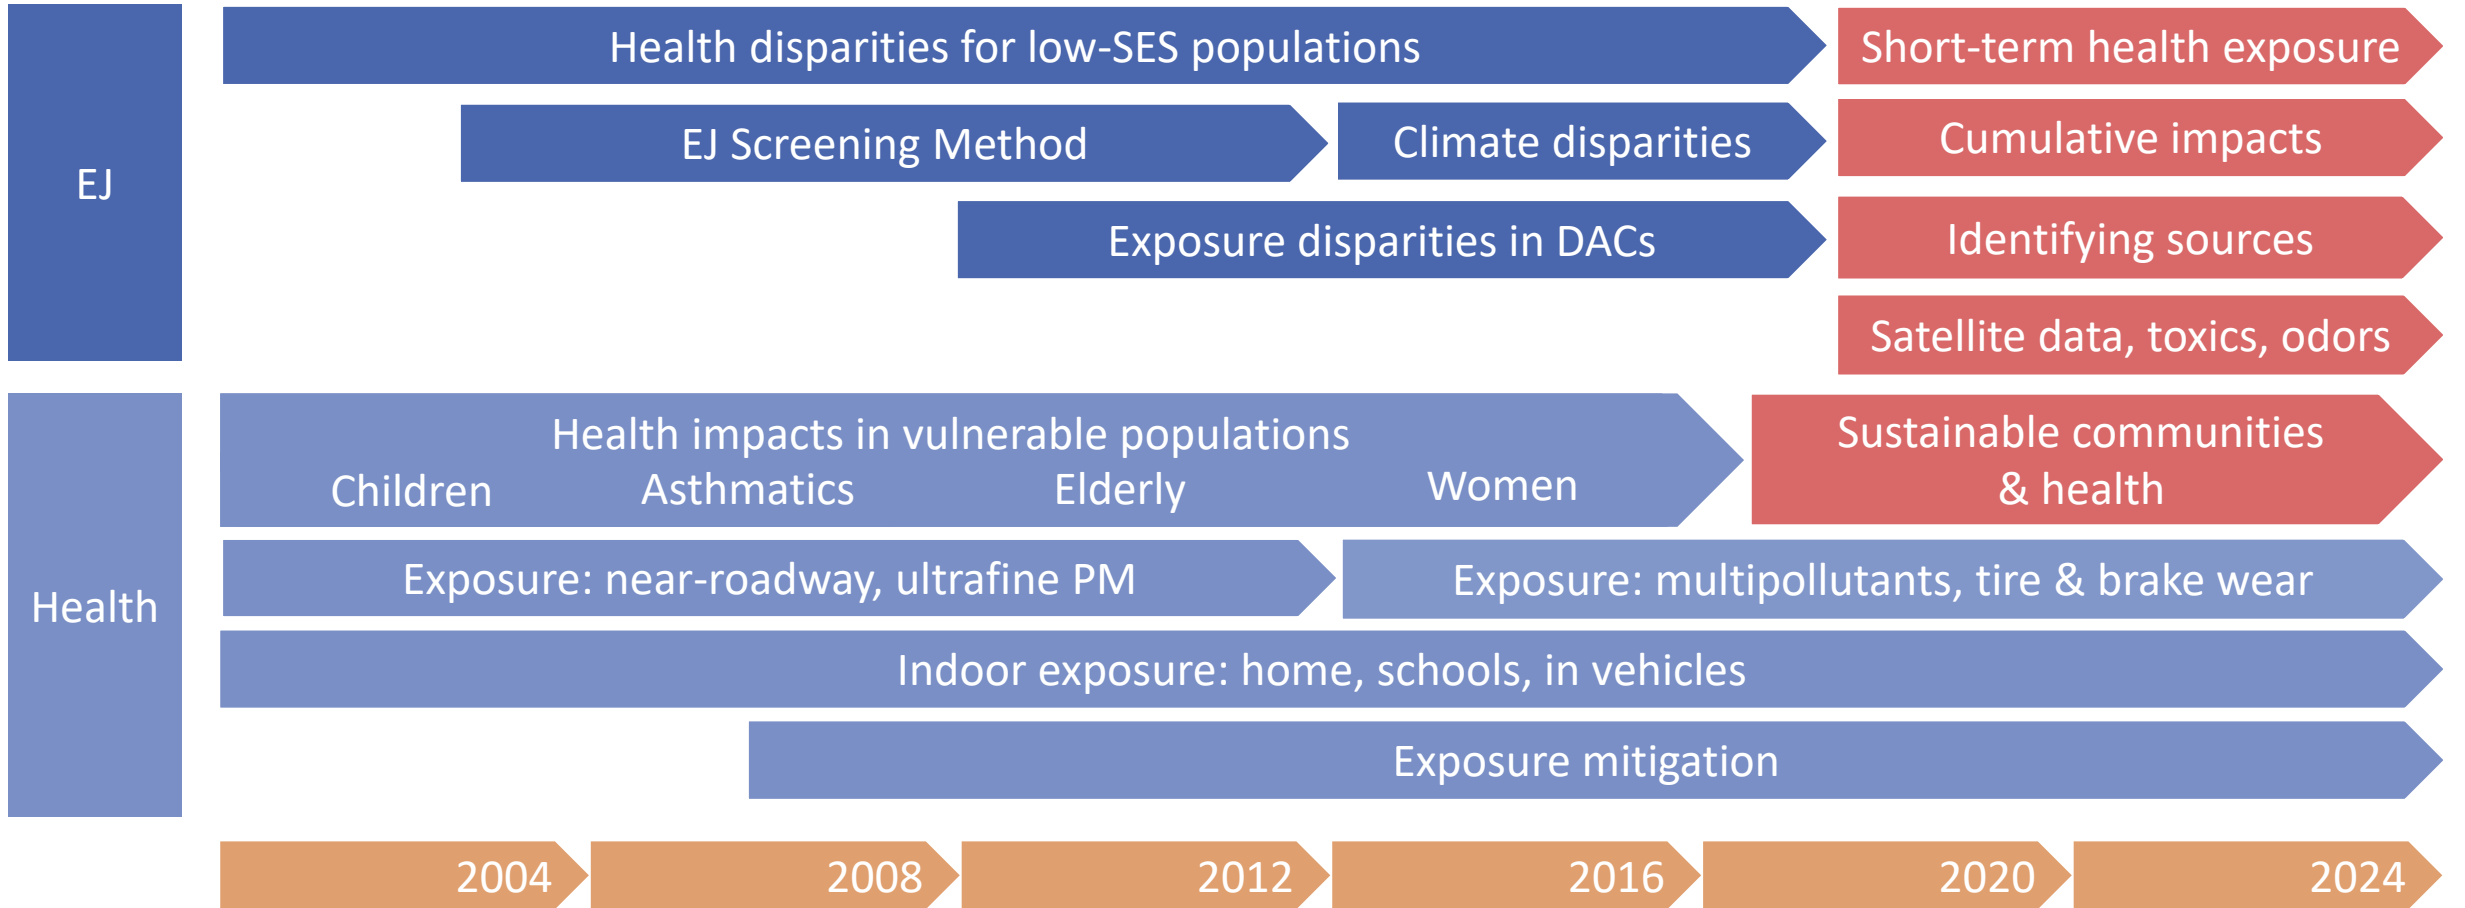 EJ
Health disparities for low-SES populations
Short-term health exposure
EJ Screening Method
Climate disparities
Cumulative impacts
Exposure disparities in DACs
Identifying sources
Satellite data, toxics, odors
Health
Health impacts in vulnerable populations
Children
Asthmatics
Elderly
Women
Sustainable communities
& health
Exposure: near-roadway, ultrafine PM
Exposure: multipollutants, tire & brake wear
Indoor exposure: home, schools, in vehicles
Exposure mitigation
2004
2008
2012
2016
2020
2024